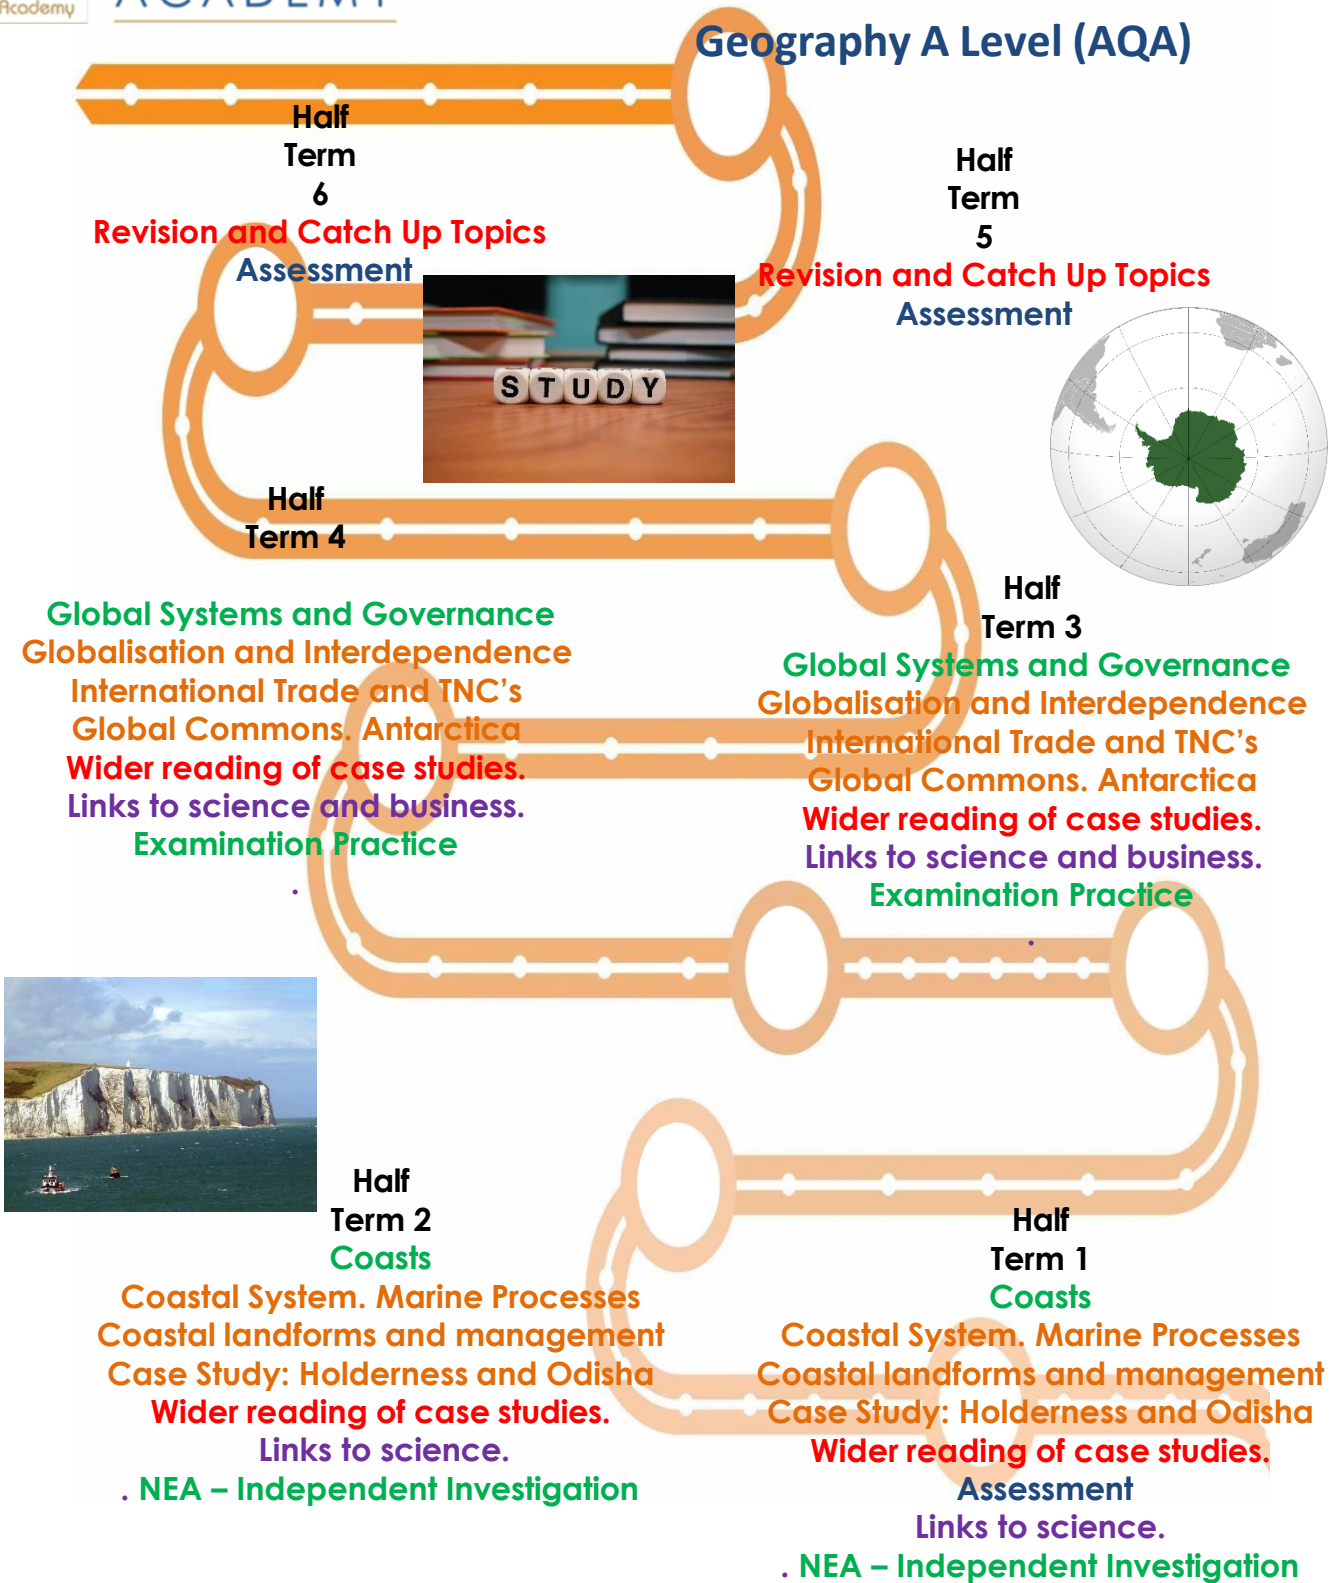 Academy
ACADEMY
Geography A Level (AQA)
Half
Term
6
Revision and Catch Up Topics
Assessment
Half
Term
5
Revision and Catch Up Topics
Assessment
STUDY
Half
Term 4
Global Systems and Governance
Globalisation and Interdependence
International Trade and TNC’s
Global Commons. Antarctica
Wider reading of case studies.
Links to science and business.
Examination Practice
.
Half
Term 3
Global Systems and Governance
Globalisation and Interdependence
International Trade and TNC’s
Global Commons. Antarctica
Wider reading of case studies.
Links to science and business.
Examination Practice
.
Half
Term 2
Coasts
Coastal System. Marine Processes
Coastal landforms and management
Case Study: Holderness and Odisha
Wider reading of case studies.
Links to science.
. NEA – Independent Investigation
Half
Term 1
Coasts
Coastal System. Marine Processes
Coastal landforms and management
Case Study: Holderness and Odisha
Wider reading of case studies.
Assessment
Links to science.
. NEA – Independent Investigation